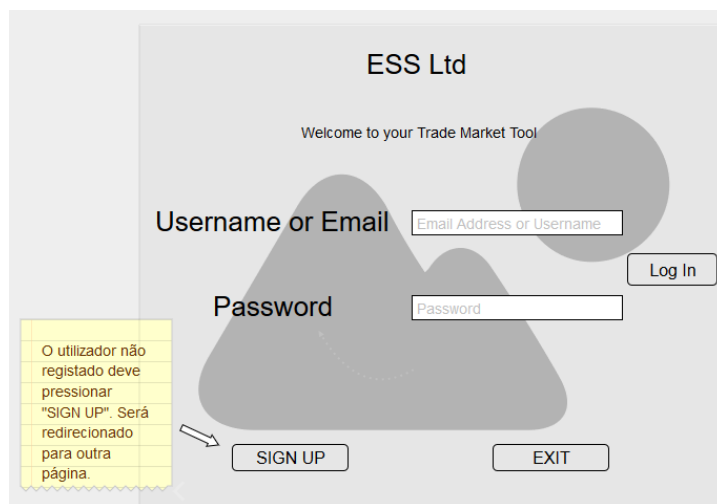 ESS Ltd
Welcome to your Trade Market Tool
Username or Email
Email Address or Username
Log In
Password
Password
O utilizador não
registado deve
pressionar
"SIGN UP". Será
redirecionado
para outra
página.
SIGN UP
EXIT